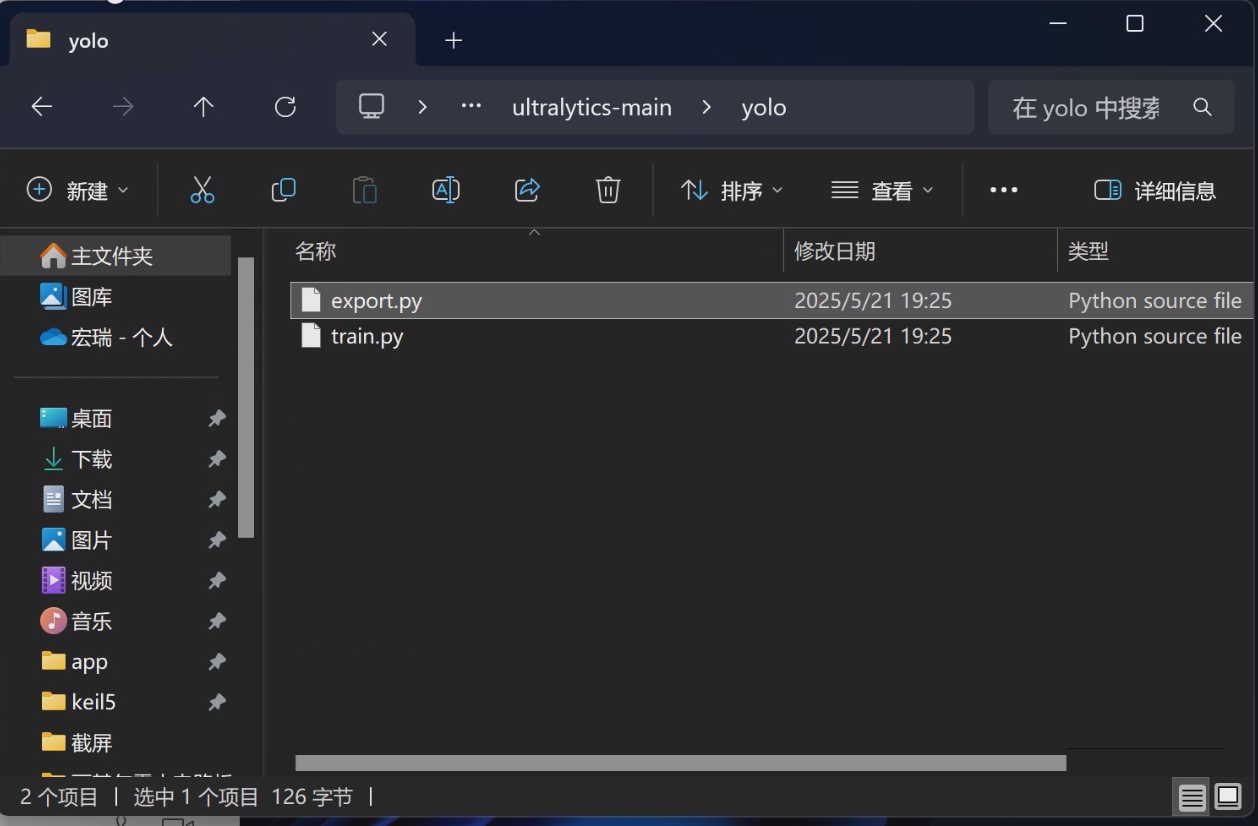 yolo
ultralytics-main yolo 在 yolo 中搜索
新建 排序 查看 详细信息
名称 修改日期 类型
主文件夹
图库
宏瑞 - 个人
桌面
下载
文档
图片
视频
音乐
app
keil5
截屏
export.py 2025/5/21 19:25 Python source file
train.py 2025/5/21 19:25 Python source file
2 个项目 选中 1 个项目 126 字节